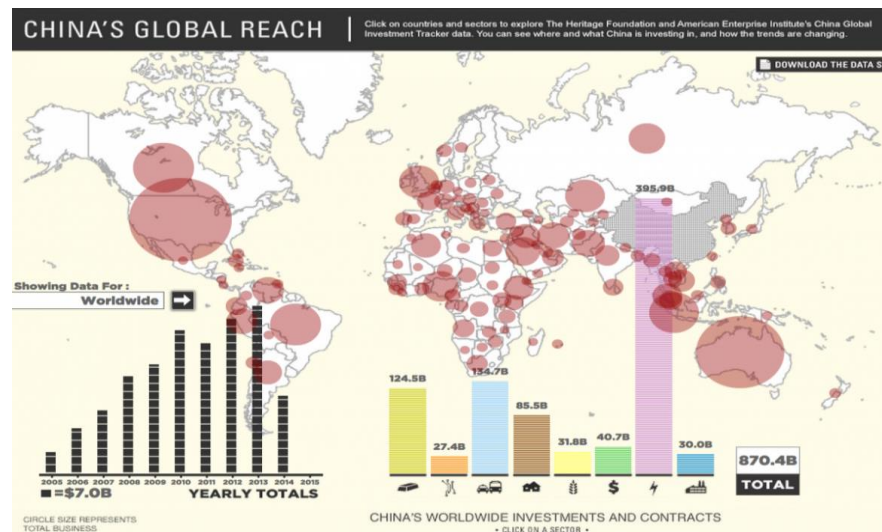 CHINA'S GLOBAL REACH
Click on countries and sectors to explore The Heritage Foundation and American Enterprise Institute's China Global
Investment Tracker data. You can see where and what China is investing in, and how the trends are changing.
DOWNLOAD THE DATA S
395.9B
Showing Data For :
Worldwide
124.5B
27.4B
134.7B
85.5B
31.8B
40.7B
30.0B
870.4B
TOTAL
2005 2006 2007 2008 2009 2010 2011 2012 2013 2014 2015
=$7.0B
YEARLY TOTALS
CIRCLE SIZE REPRESENTS
TOTAL BUSINESS
CHINA'S WORLDWIDE INVESTMENTS AND CONTRACTS
• CLICK ON A SECTOR •